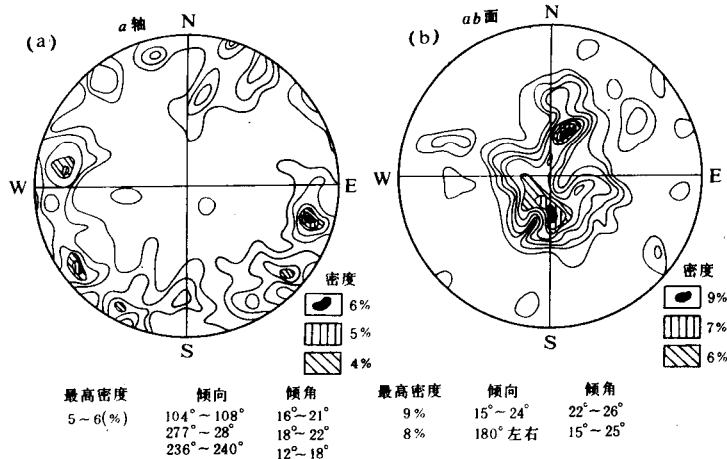 (a)
a 轴
N
W
E
S
密度
6%
5%
4%
(b)
ab面
N
W
E
S
密度
9%
7%
6%
最高密度 倾向 倾角
5～6(%) 104°～108° 16°～21°
277°～28° 18°～22°
236°～240° 12°～18°
最高密度 倾向 倾角
9% 15°～24° 22°～26°
8% 180°左右 15°～25°